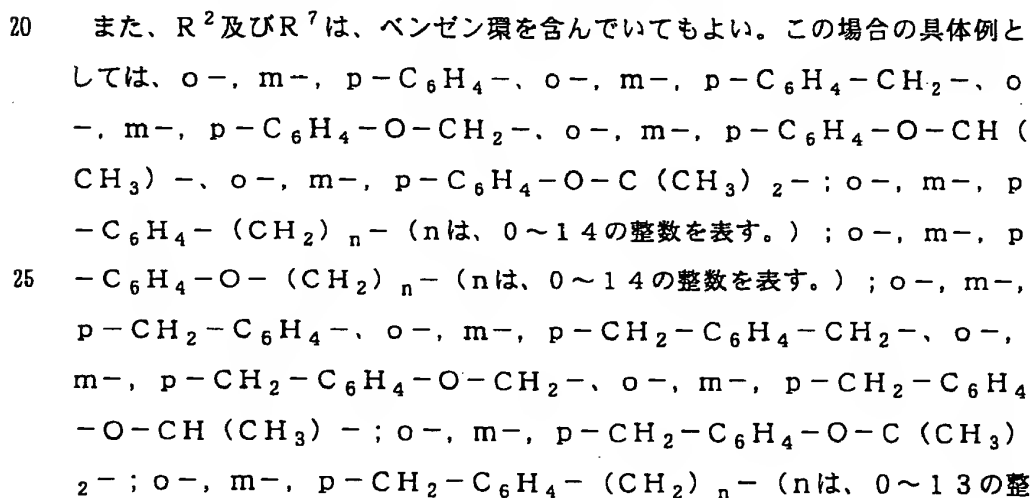 20 また、R²及びR⁷は、ベンゼン環を含んでいてもよい。この場合の具体例と
しては、o－, m－, p－C₆H₄－、o－, m－, p－C₆H₄－CH₂－、o
－, m－, p－C₆H₄－O－CH₂－、o－, m－, p－C₆H₄－O－CH（
CH₃）－、o－, m－, p－C₆H₄－O－C（CH₃）₂－；o－, m－, p
－C₆H₄－（CH₂）ₙ－（nは、0～14の整数を表す。）；o－, m－, p
25 －C₆H₄－O－（CH₂）ₙ－（nは、0～14の整数を表す。）；o－, m－,
p－CH₂－C₆H₄－、o－, m－, p－CH₂－C₆H₄－CH₂－、o－,
m－, p－CH₂－C₆H₄－O－CH₂－、o－, m－, p－CH₂－C₆H₄
－O－CH（CH₃）－；o－, m－, p－CH₂－C₆H₄－O－C（CH₃）
₂－；o－, m－, p－CH₂－C₆H₄－（CH₂）ₙ－（nは、0～13の整